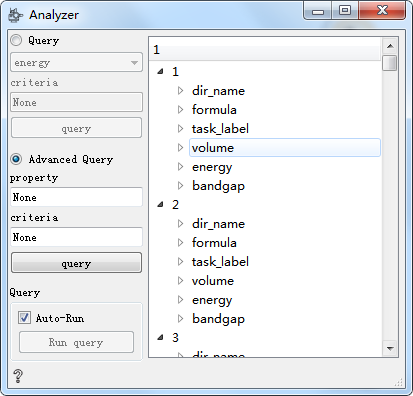 Analyzer
Query
energy
criteria
None
query
Advanced Query
property
None
criteria
None
query
Query
Auto-Run
Run query
?
1
1
dir_name
formula
task_label
volume
energy
bandgap
2
dir_name
formula
task_label
volume
energy
bandgap
3
dir_name